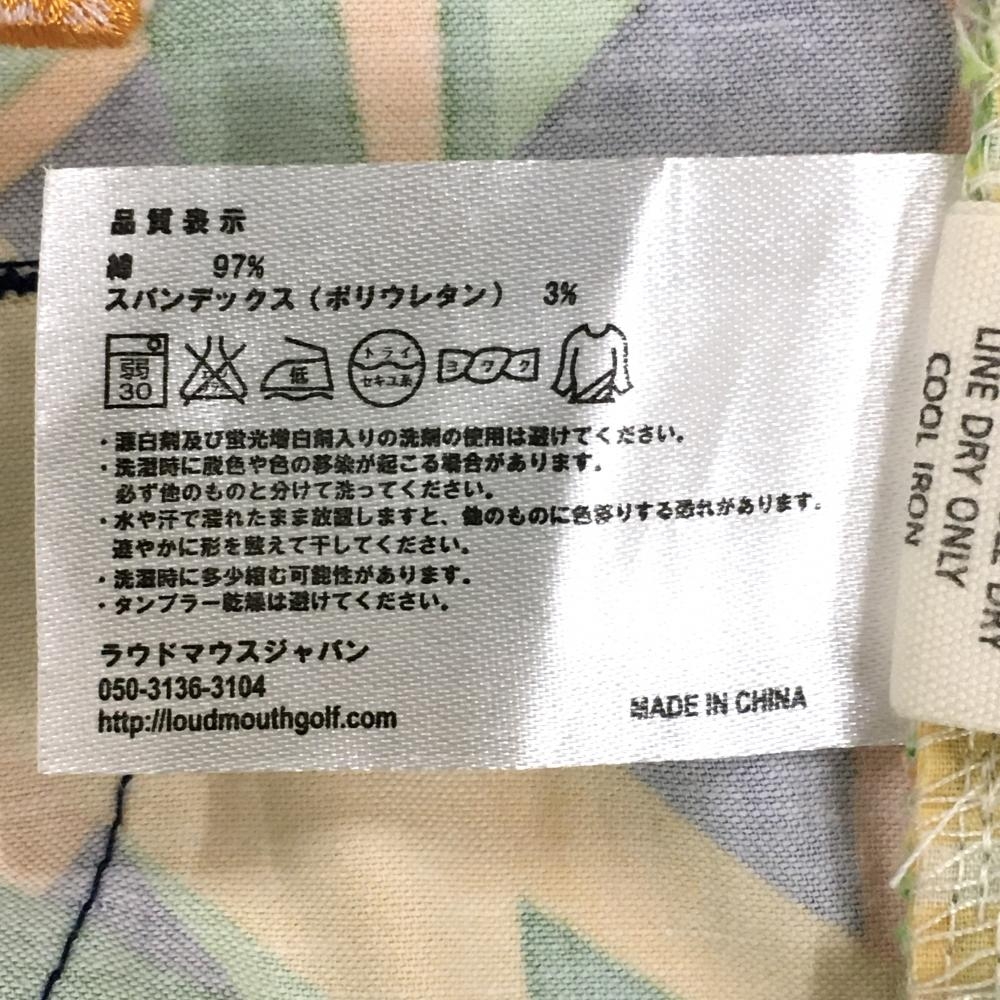 品質表示
綿 97%
スパンデックス（ポリウレタン） 3%
弱 30
低
ドライ セキユ系
ヨワク
・漂白剤及び蛍光増白剤入りの洗剤の使用は避けてください。
・洗濯時に脱色や色の移染が起こる場合があります。
必ず他のものと分けて洗ってください。
・水や汗で濡れたまま放置しますと、他のものに色移りする恐れがあります。
速やかに形を整えて干してください。
・洗濯時に多少縮む可能性があります。
・タンブラー乾燥は避けてください。
ラウドマウスジャパン
050-3136-3104
http://loudmouthgolf.com
MADE IN CHINA
LINE DRY ONLY
COOL IRON